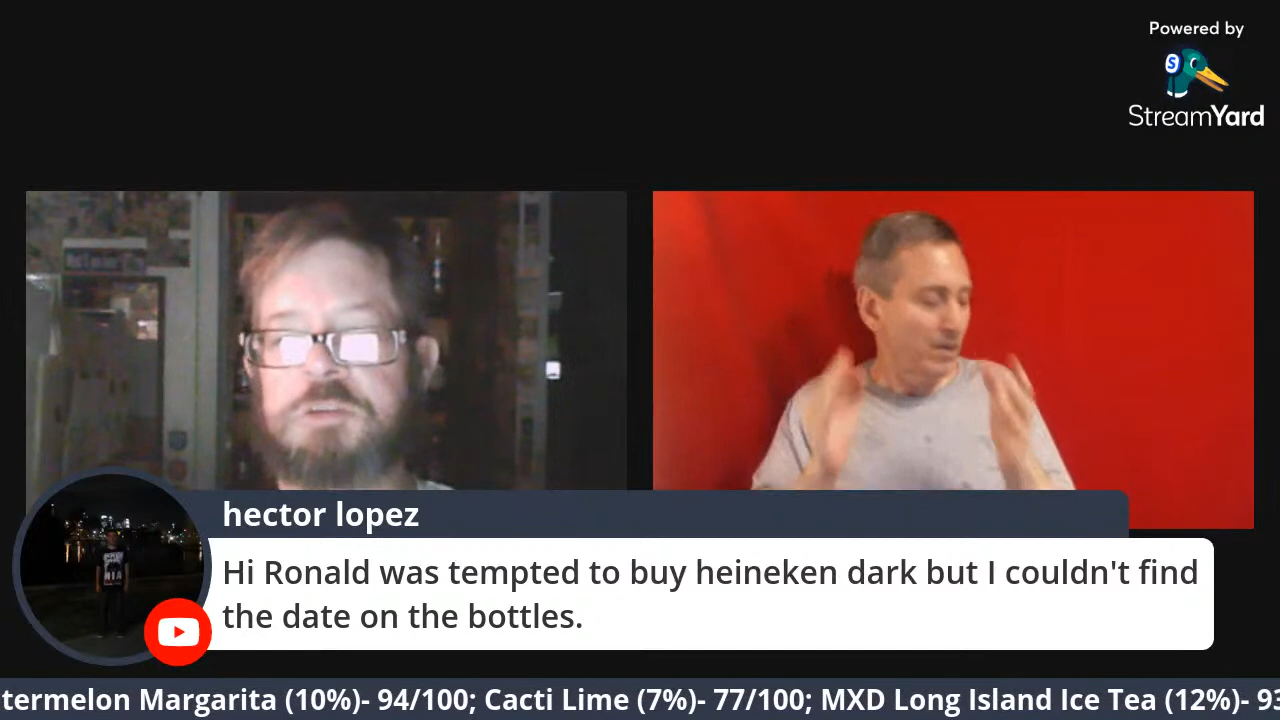 Powered by
S
StreamYard
hector lopez
Hi Ronald was tempted to buy heineken dark but I couldn't find
the date on the bottles.
termelon Margarita (10%)- 94/100; Cacti Lime (7%)- 77/100; MXD Long Island Ice Tea (12%)- 93